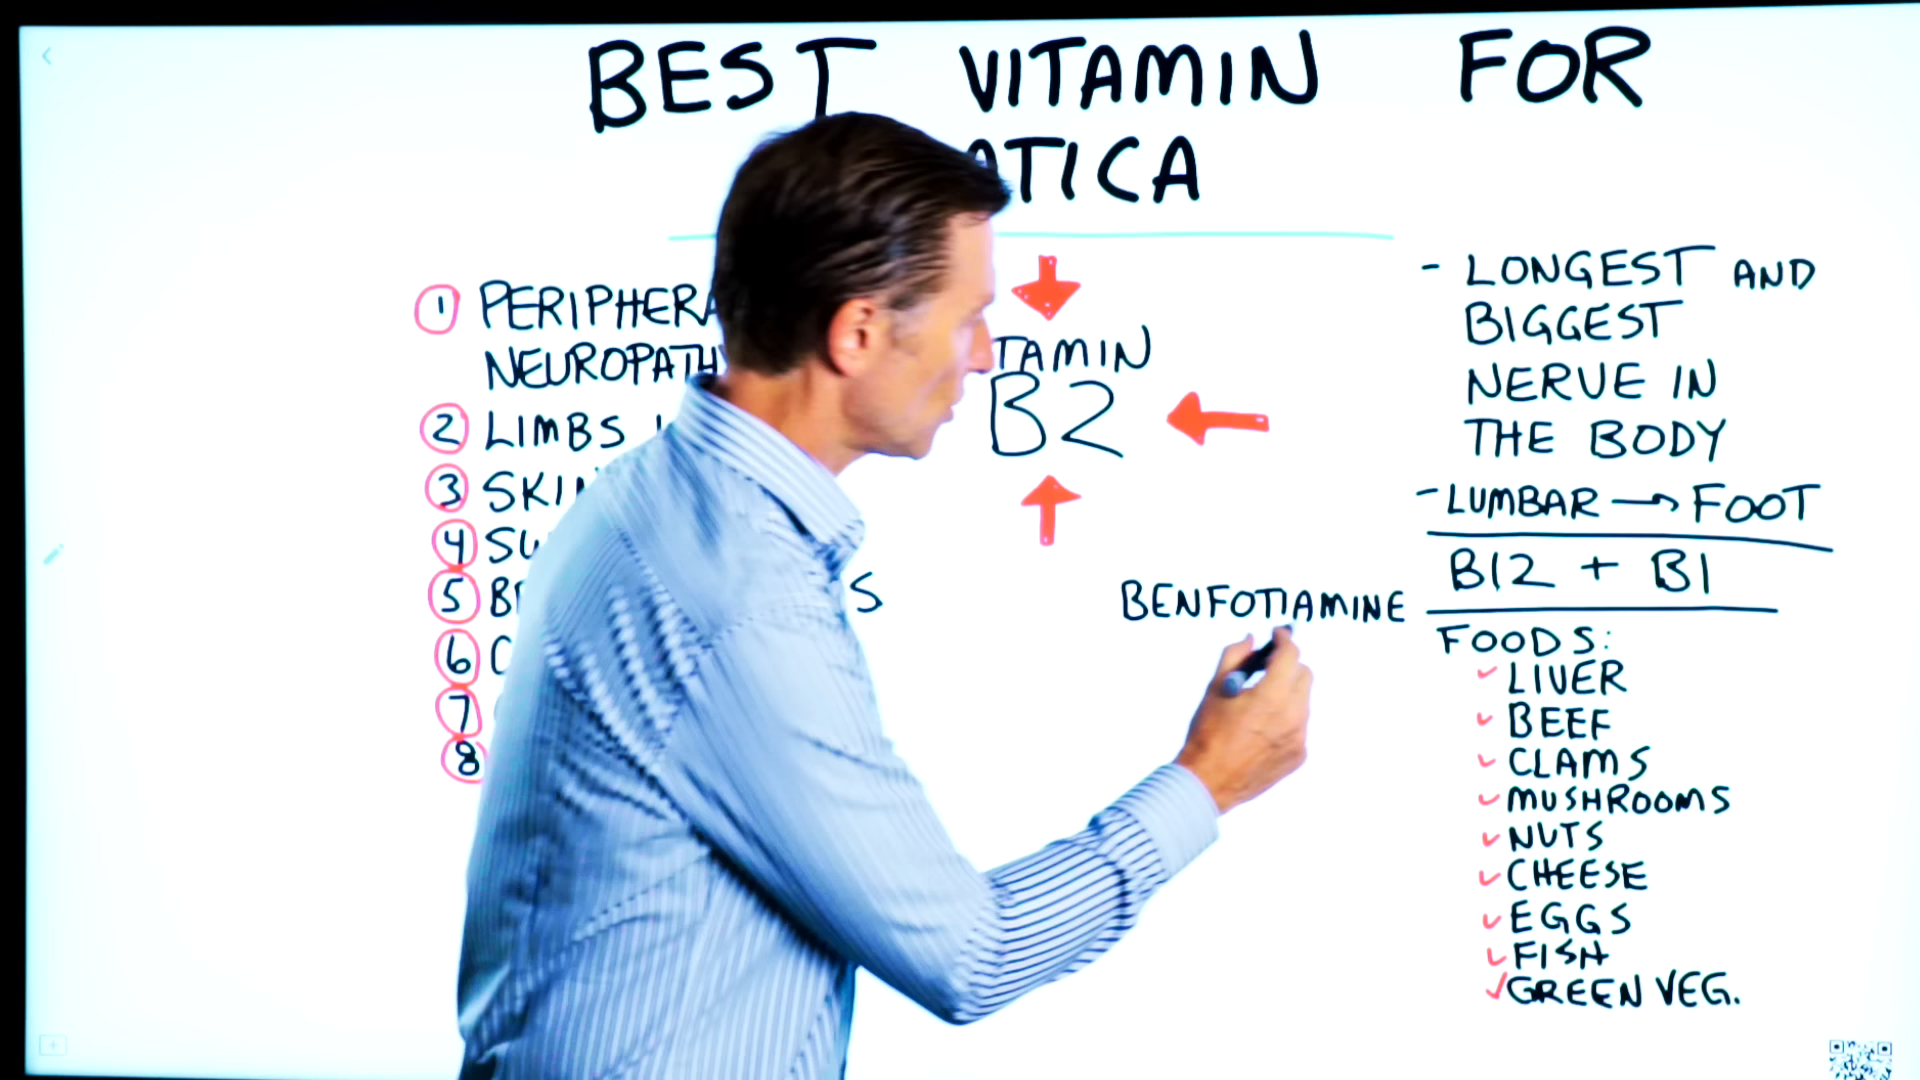 BEST VITAMIN FOR
ATICA
1 PERIPHERA
NEUROPATH
2 LIMBS
3 SKIN
4 SW
5 B
6 C
7
8
S
TAMIN
B2
BENFOTIAMINE
- LONGEST AND
BIGGEST
NERVE IN
THE BODY
- LUMBAR → FOOT
B12 + B1
FOODS:
✓ LIVER
✓ BEEF
✓ CLAMS
✓ MUSHROOMS
✓ NUTS
✓ CHEESE
✓ EGGS
✓ FISH
✓ GREEN VEG.